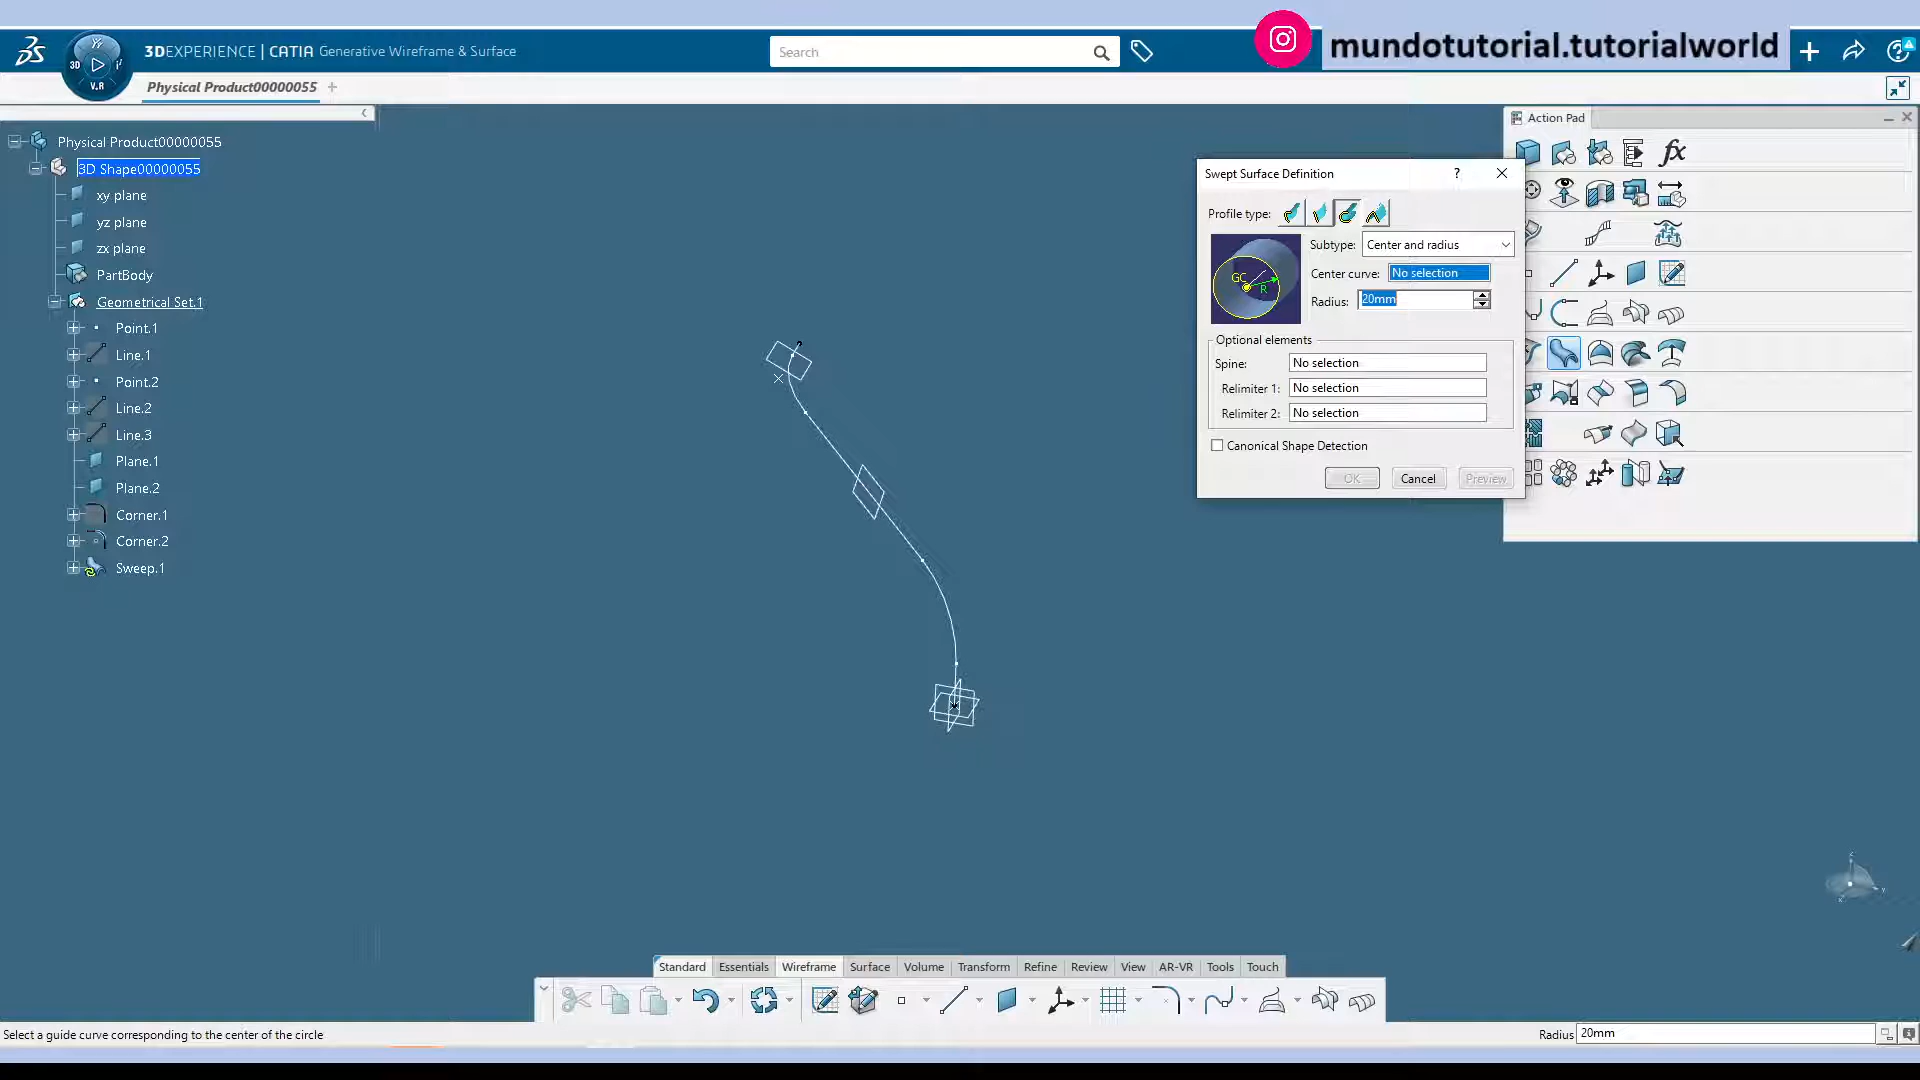 mundotutorial.tutorialworld
3DEXPERIENCE | CATIA Generative Wireframe & Surface
Search
3D
V.R
Physical Product00000055
Action Pad
Physical Product00000055
3D Shape00000055
xy plane
yz plane
zx plane
PartBody
Geometrical Set.1
Point.1
Line.1
Point.2
Line.2
Line.3
Plane.1
Plane.2
Corner.1
Corner.2
Sweep.1
Swept Surface Definition
Profile type:
Subtype: Center and radius
Center curve: No selection
Radius: 20mm
GC
R
Optional elements
Spine: No selection
Relimiter 1: No selection
Relimiter 2: No selection
Canonical Shape Detection
OK Cancel Preview
fx
Standard Essentials Wireframe Surface Volume Transform Refine Review View AR-VR Tools Touch
Select a guide curve corresponding to the center of the circle
Radius 20mm